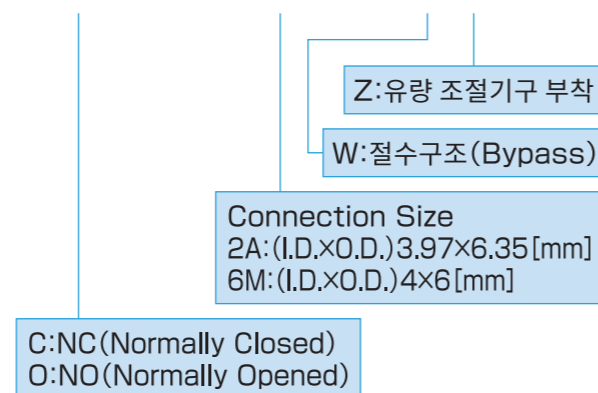 Z:유량 조절기구 부착
W:절수구조(Bypass)
Connection Size
2A:(I.D.×O.D.)3.97×6.35[mm]
6M:(I.D.×O.D.)4×6[mm]
C:NC(Normally Closed)
O:NO(Normally Opened)